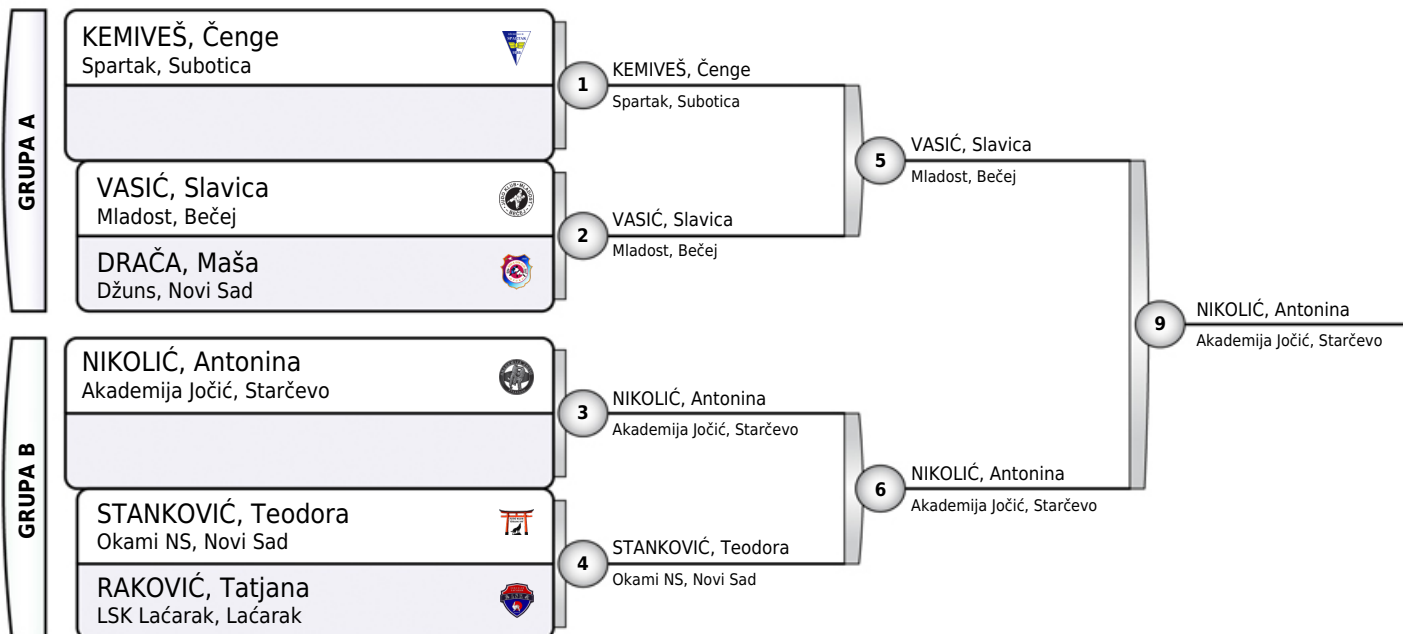 GRUPA A
KEMIVEŠ, Čenge
Spartak, Subotica
VASIĆ, Slavica
Mladost, Bečej
DRAČA, Maša
Džuns, Novi Sad
1
KEMIVEŠ, Čenge
Spartak, Subotica
2
VASIĆ, Slavica
Mladost, Bečej
5
VASIĆ, Slavica
Mladost, Bečej
GRUPA B
NIKOLIĆ, Antonina
Akademija Jočić, Starčevo
STANKOVIĆ, Teodora
Okami NS, Novi Sad
RAKOVIĆ, Tatjana
LSK Laćarak, Laćarak
3
NIKOLIĆ, Antonina
Akademija Jočić, Starčevo
4
STANKOVIĆ, Teodora
Okami NS, Novi Sad
6
NIKOLIĆ, Antonina
Akademija Jočić, Starčevo
9
NIKOLIĆ, Antonina
Akademija Jočić, Starčevo